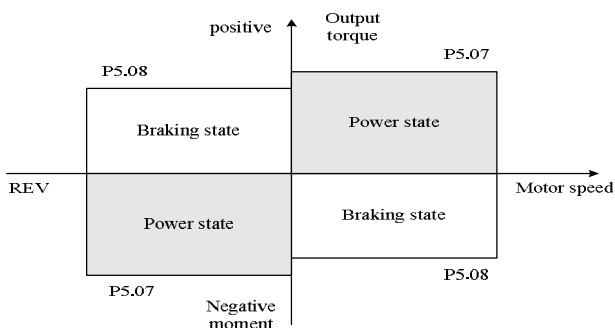 positive
Output
torque
P5.08
P5.07
Braking state
Power state
REV
Motor speed
Power state
Braking state
P5.07
P5.08
Negative
moment